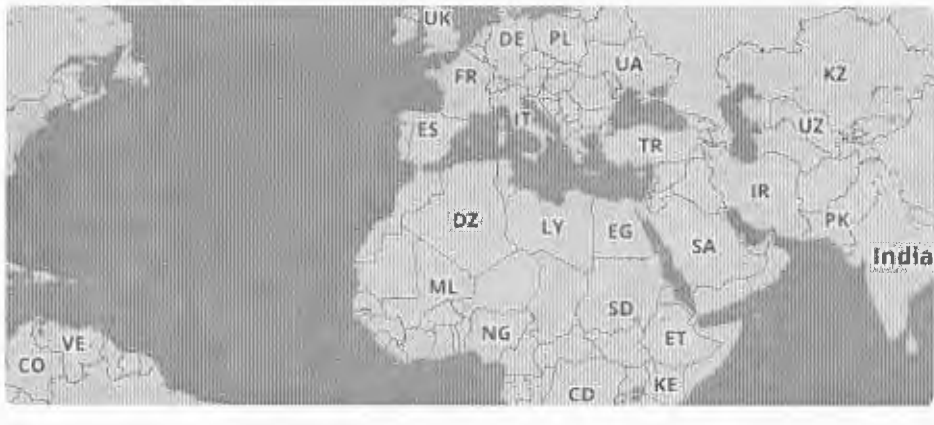 UK
DE
PL
UA
FR
KZ
IT
UZ
ES
TR
IR
DZ
LY
EG
PK
SA
India
ML
SD
NG
ET
VE
CO
KE
CD